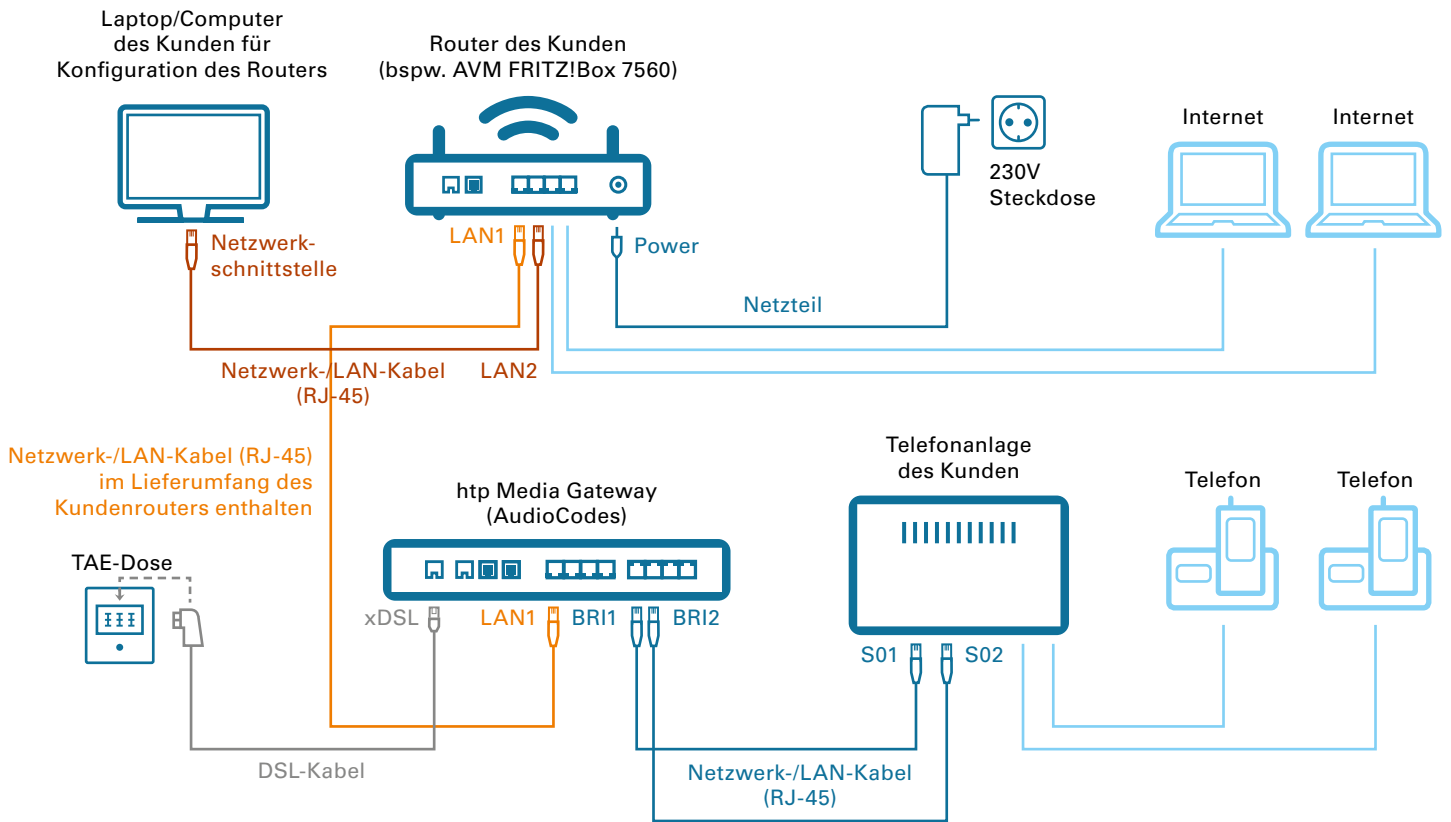 Laptop/Computer
des Kunden für
Konfiguration des Routers
Router des Kunden
(bspw. AVM FRITZ!Box 7560)
230V
Steckdose
Internet
Internet
Netzwerk-
schnittstelle
LAN1
Power
Netzteil
Netzwerk-/LAN-Kabel
(RJ-45)
LAN2
Netzwerk-/LAN-Kabel (RJ-45)
im Lieferumfang des
Kundenrouters enthalten
htp Media Gateway
(AudioCodes)
Telefonanlage
des Kunden
Telefon
Telefon
TAE-Dose
xDSL
LAN1
BRI1
BRI2
S01
S02
DSL-Kabel
Netzwerk-/LAN-Kabel
(RJ-45)